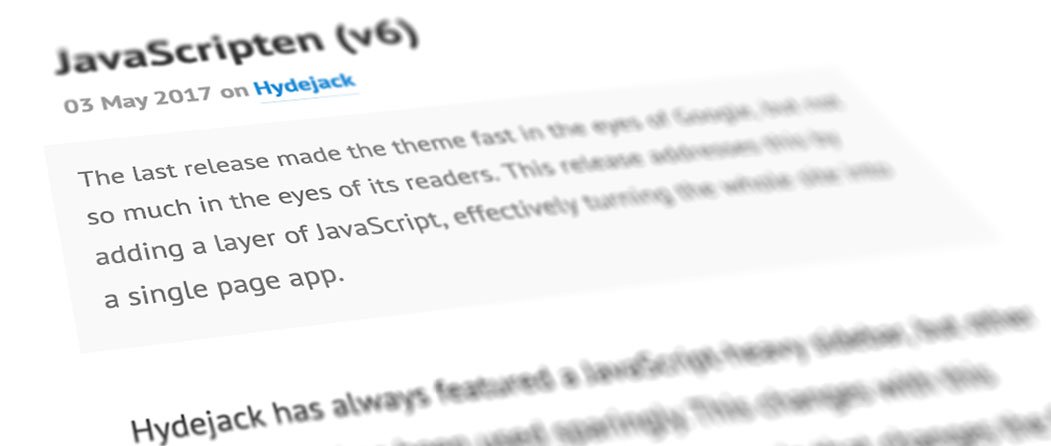 JavaScripten (v6)
03 May 2017 on Hydejack
The last release made the theme fast in the eyes of Google, but not
so much in the eyes of its readers. This release addresses this by
adding a layer of JavaScript, effectively turning the whole site into
a single page app.
Hydejack has always featured a JavaScript-heavy sidebar, but other
been used sparingly. This changes with this
changes the